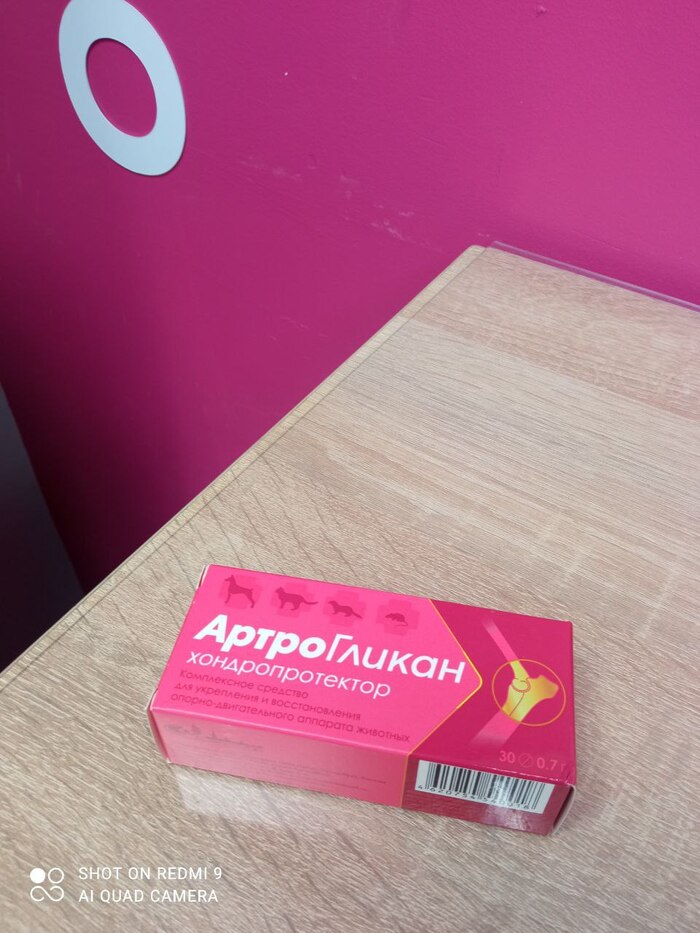 АртроГликан
хондропротектор
Комплексное средство
для укрепления и восстановления
опорно-двигательного аппарата животных
30 0.7 г
SHOT ON REDMI 9
AI QUAD CAMERA